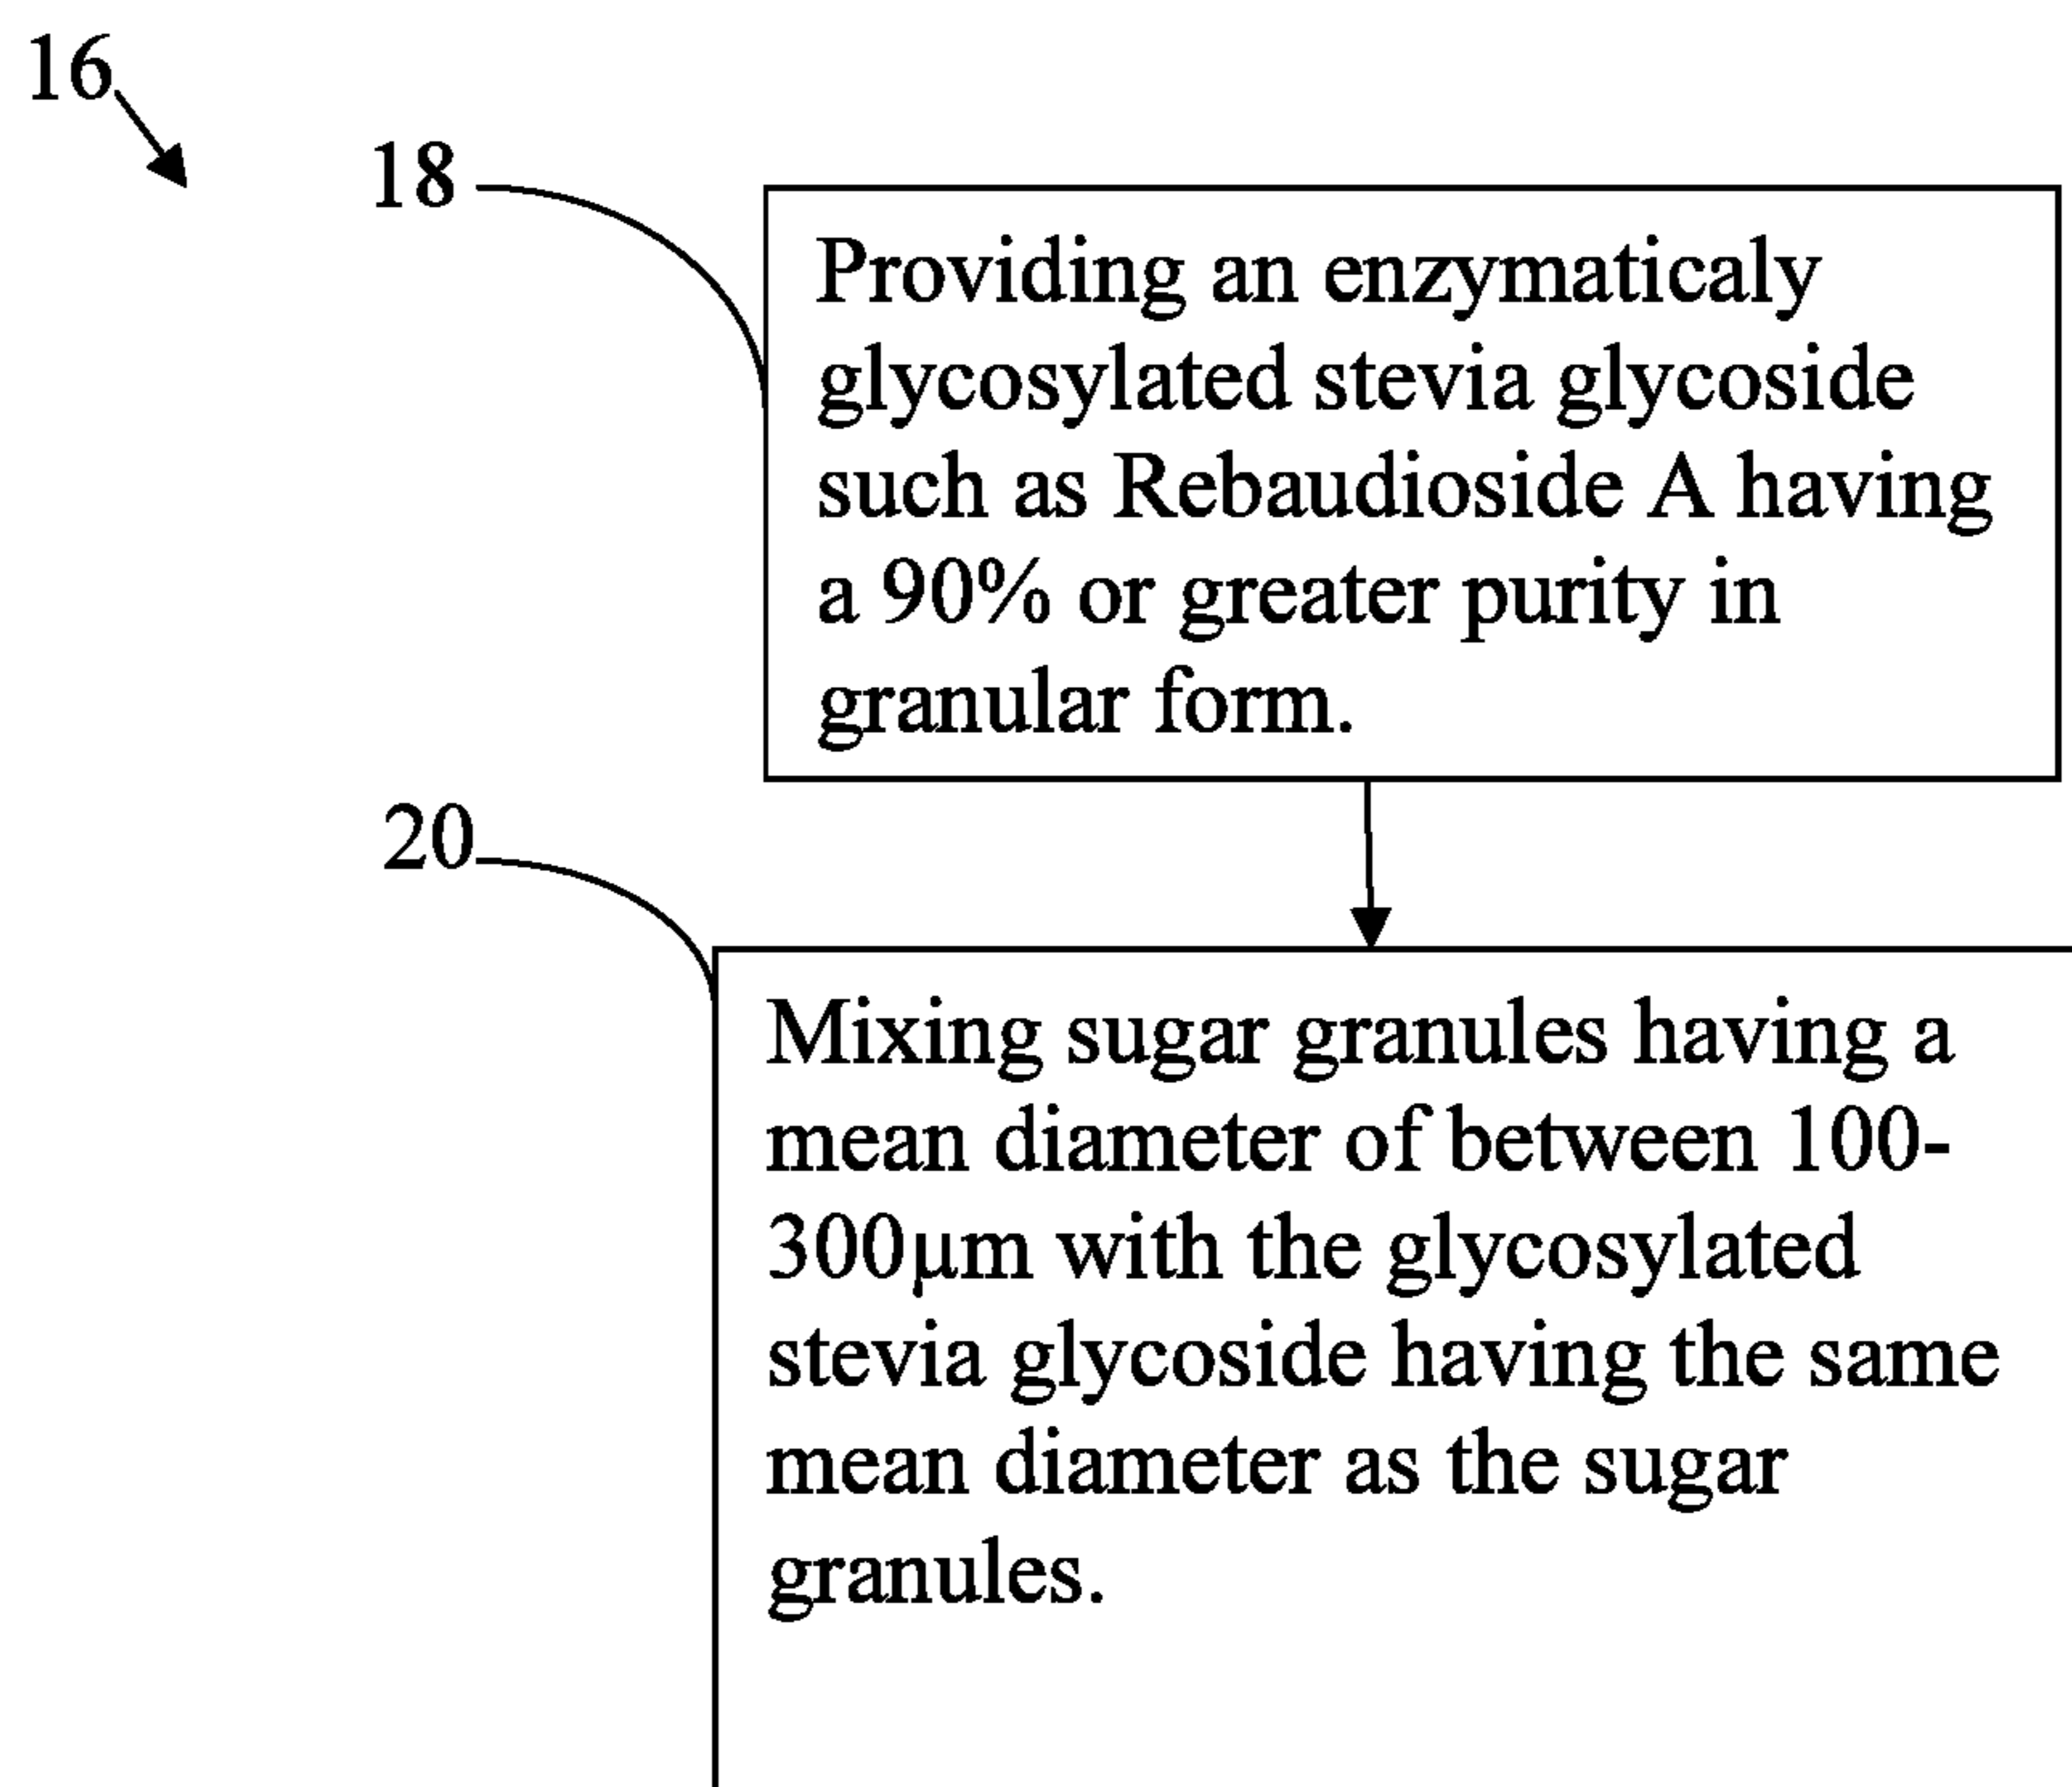 16
18
Providing an enzymaticaly
glycosylated stevia glycoside
such as Rebaudioside A having
a 90% or greater purity in
granular form.
20
Mixing sugar granules having a
mean diameter of between 100-
300µm with the glycosylated
stevia glycoside having the same
mean diameter as the sugar
granules.